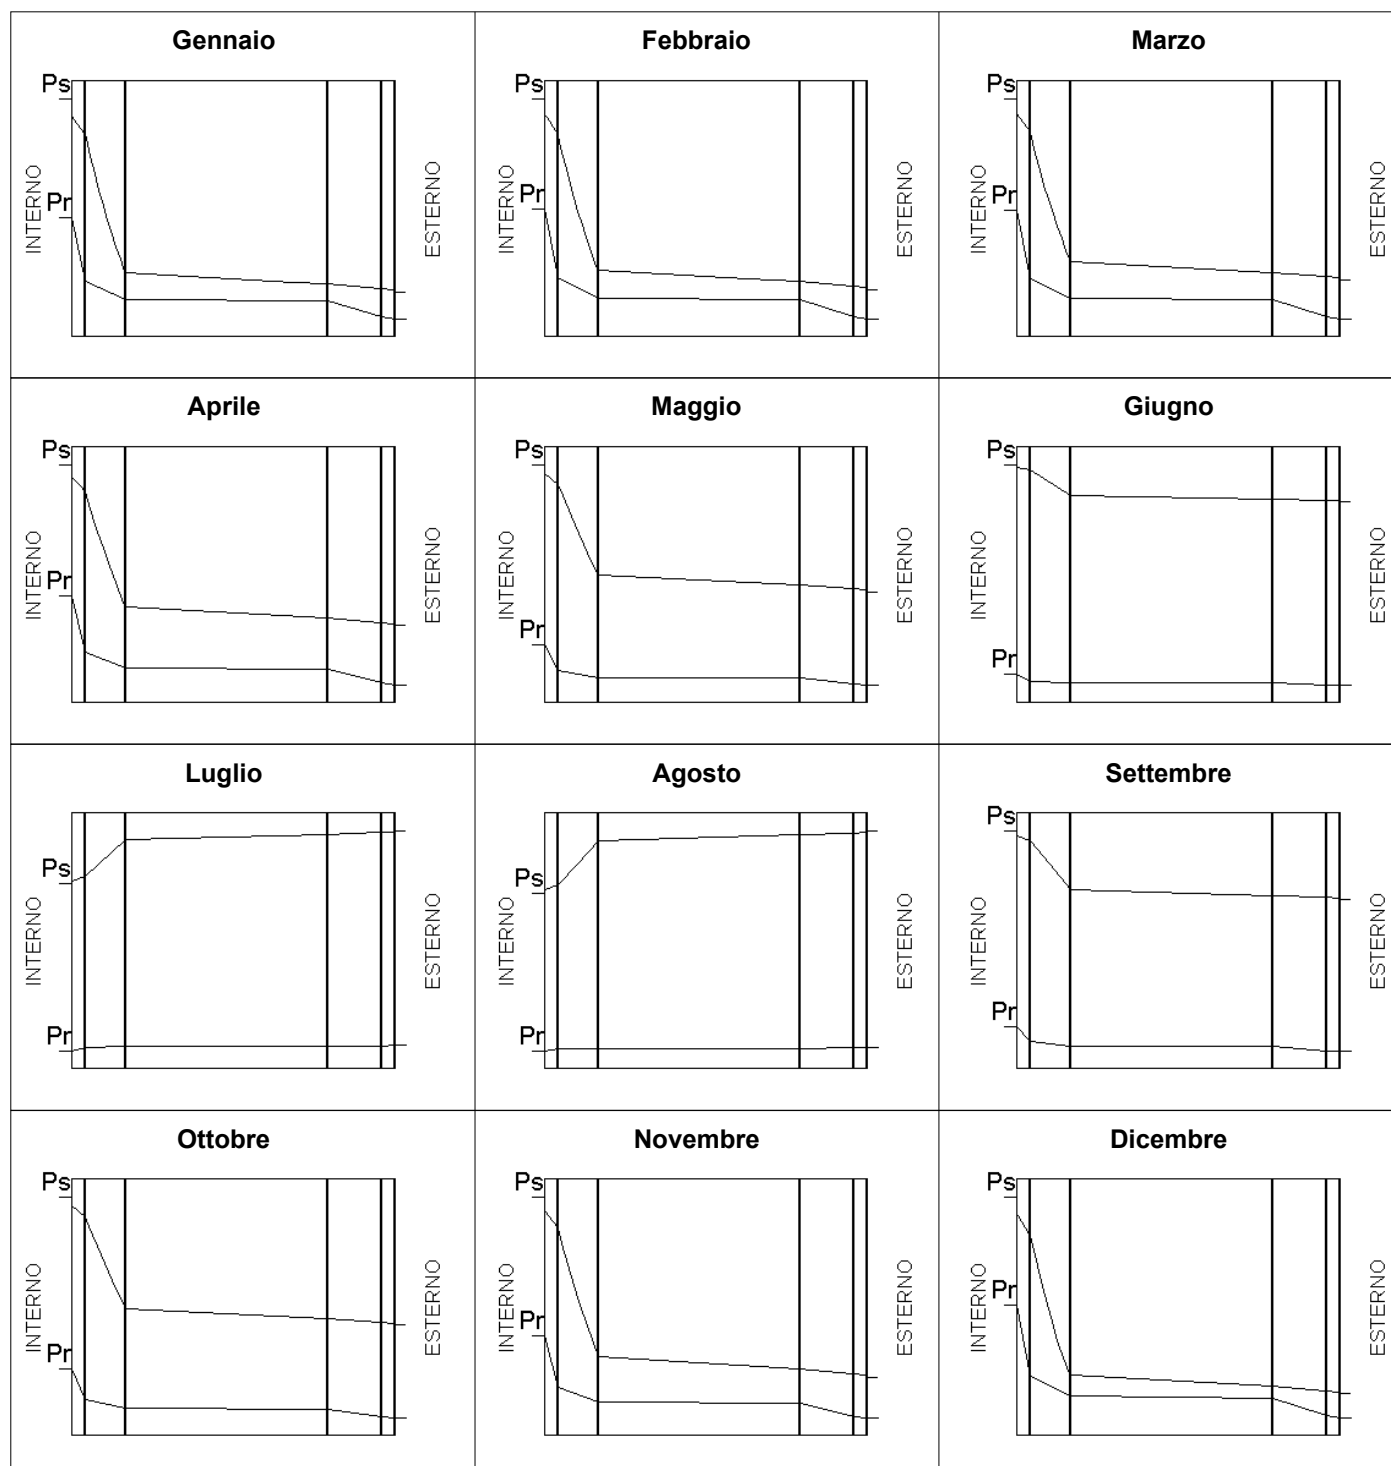 Gennaio
Ps
Pr
INTERNO
ESTERNO
Febbraio
Ps
Pr
INTERNO
ESTERNO
Marzo
Ps
Pr
INTERNO
ESTERNO
Aprile
Ps
Pr
INTERNO
ESTERNO
Maggio
Ps
Pr
INTERNO
ESTERNO
Giugno
Ps
Pr
INTERNO
ESTERNO
Luglio
Ps
Pr
INTERNO
ESTERNO
Agosto
Ps
Pr
INTERNO
ESTERNO
Settembre
Ps
Pr
INTERNO
ESTERNO
Ottobre
Ps
Pr
INTERNO
ESTERNO
Novembre
Ps
Pr
INTERNO
ESTERNO
Dicembre
Ps
Pr
INTERNO
ESTERNO